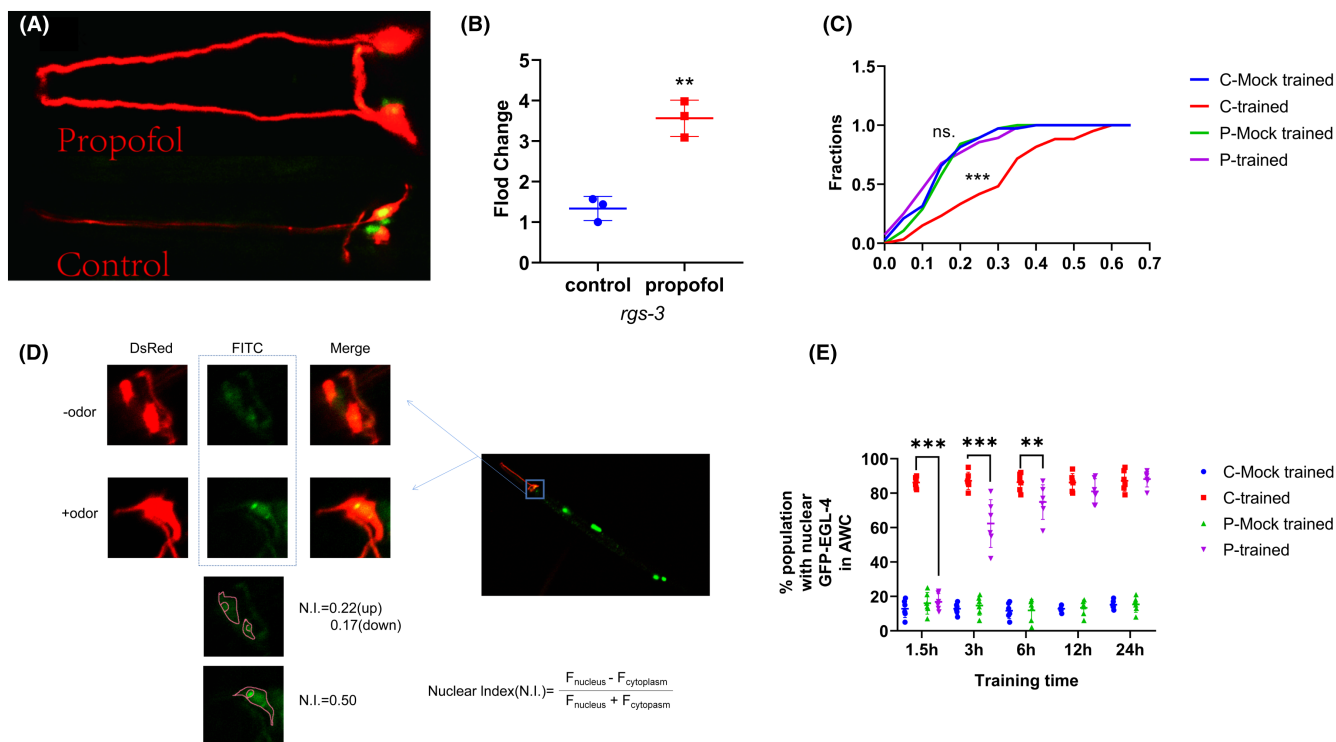 (A)
Propofol
Control
(B)
Flod Change
5
4
3
2
1
0
**
control propofol
rgs-3
(C)
Fractions
1.5
1.0
0.5
0.0
ns.
***
0.0 0.1 0.2 0.3 0.4 0.5 0.6 0.7
C-Mock trained
C-trained
P-Mock trained
P-trained
(D)
DsRed FITC Merge
-odor
+odor
N.I.=0.22(up)
0.17(down)
N.I.=0.50
Nuclear Index(N.I.)=
Fnucleus - Fcytoplasm
Fnucleus + Fcytopasm
(E)
% population
with nuclear
GFP-EGL-4
in AWC
100
80
60
40
20
0
*** *** **
1.5h 3h 6h 12h 24h
Training time
C-Mock trained
C-trained
P-Mock trained
P-trained